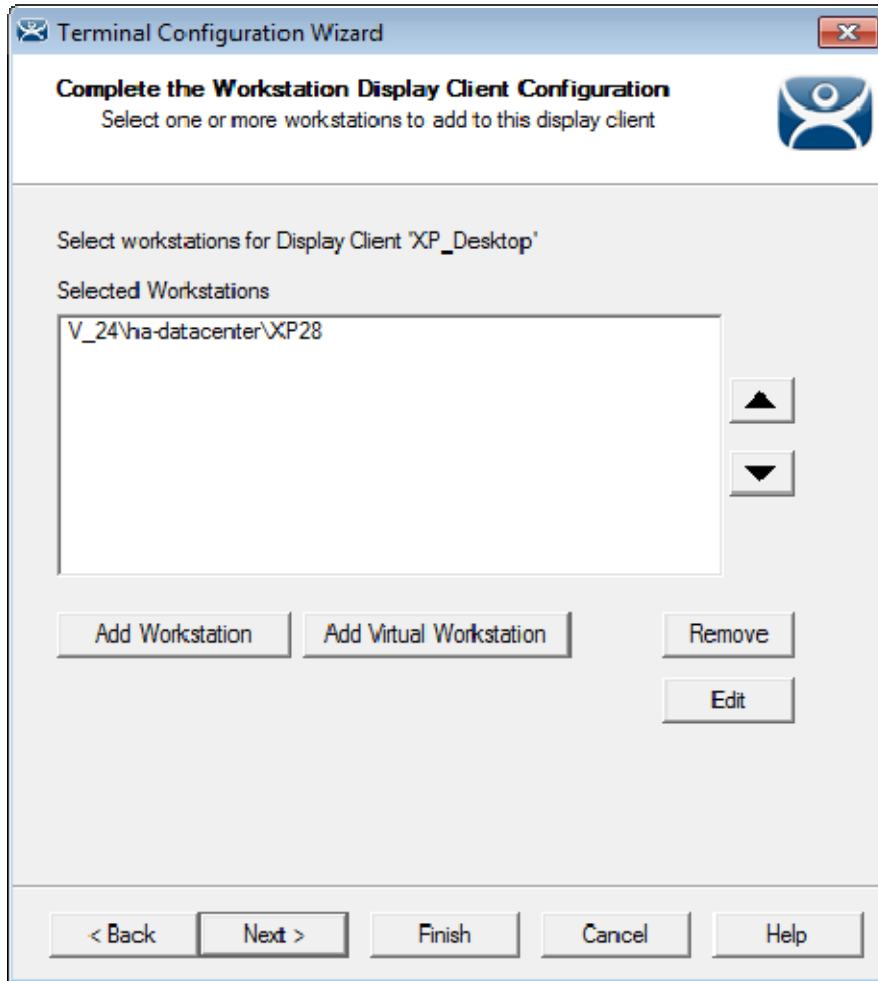 Terminal Configuration Wizard
Complete the Workstation Display Client Configuration
Select one or more workstations to add to this display client
Select workstations for Display Client 'XP_Desktop'
Selected Workstations
V_24\ha-datacenter\XP28
Add Workstation
Add Virtual Workstation
Remove
Edit
< Back
Next >
Finish
Cancel
Help